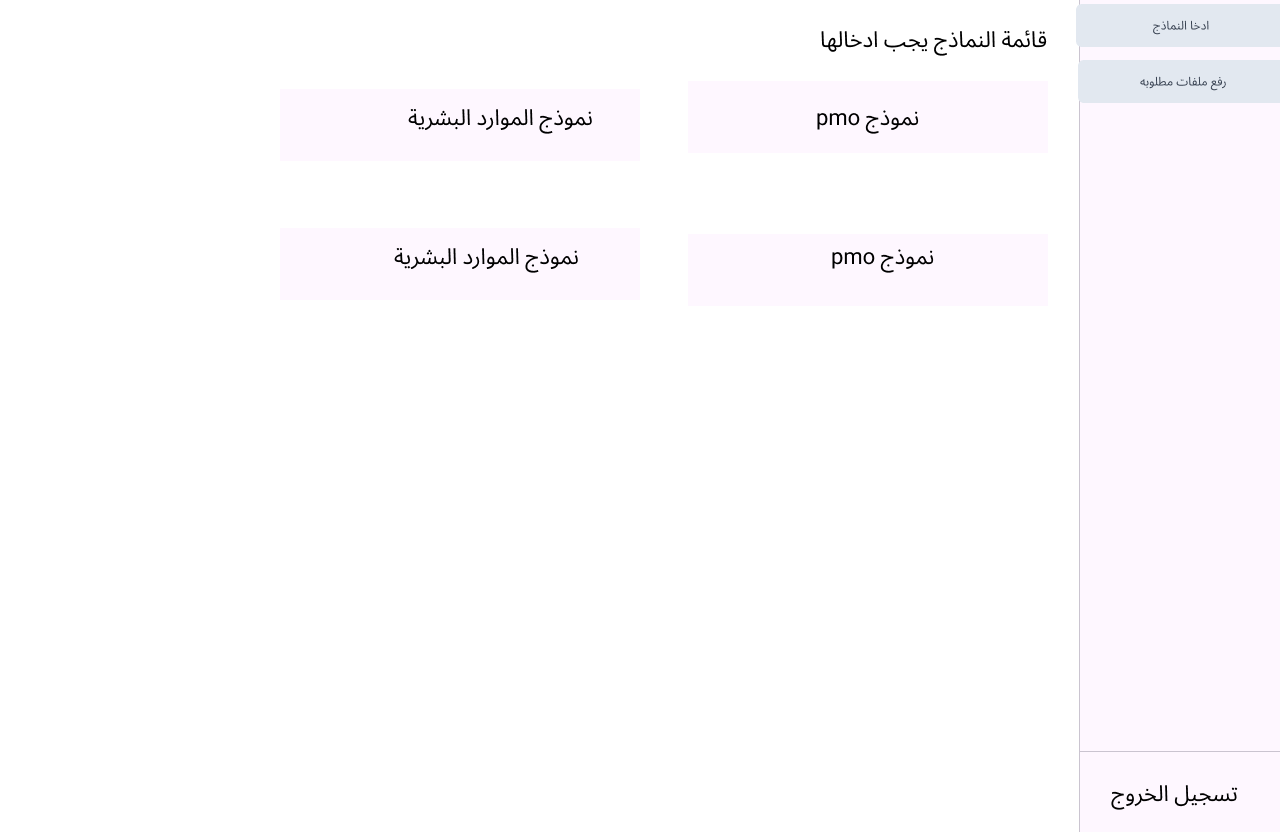 ادخا النماذج
رفع ملفات مطلوبه
قائمة النماذج يجب ادخالها
نموذج pmo
نموذج الموارد البشرية
نموذج pmo
نموذج الموارد البشرية
تسجيل الخروج